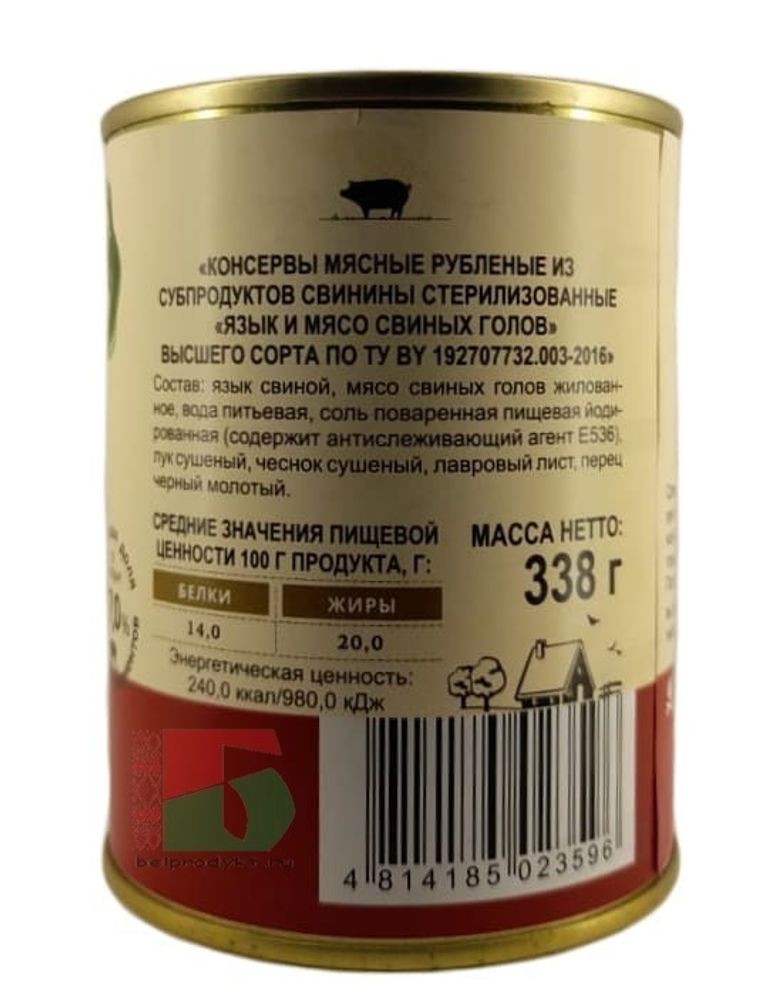 «КОНСЕРВЫ МЯСНЫЕ РУБЛЕНЫЕ ИЗ
СУБПРОДУКТОВ СВИНИНЫ СТЕРИЛИЗОВАННЫЕ
«ЯЗЫК И МЯСО СВИНЫХ ГОЛОВ»
ВЫСШЕГО СОРТА ПО ТУ BY 192707732.003-2016»
Состав: язык свиной, мясо свиных голов жилован-
ное, вода питьевая, соль поваренная пищевая йоди-
рованная (содержит антислеживающий агент Е536),
лук сушеный, чеснок сушеный, лавровый лист, перец
черный молотый.
СРЕДНИЕ ЗНАЧЕНИЯ ПИЩЕВОЙ
ЦЕННОСТИ 100 Г ПРОДУКТА, Г:
БЕЛКИ ЖИРЫ
14,0 20,0
Энергетическая ценность:
240,0 ккал/980,0 кДж
МАССА НЕТТО:
338 г
4 814185 023596
belprodykt.ru